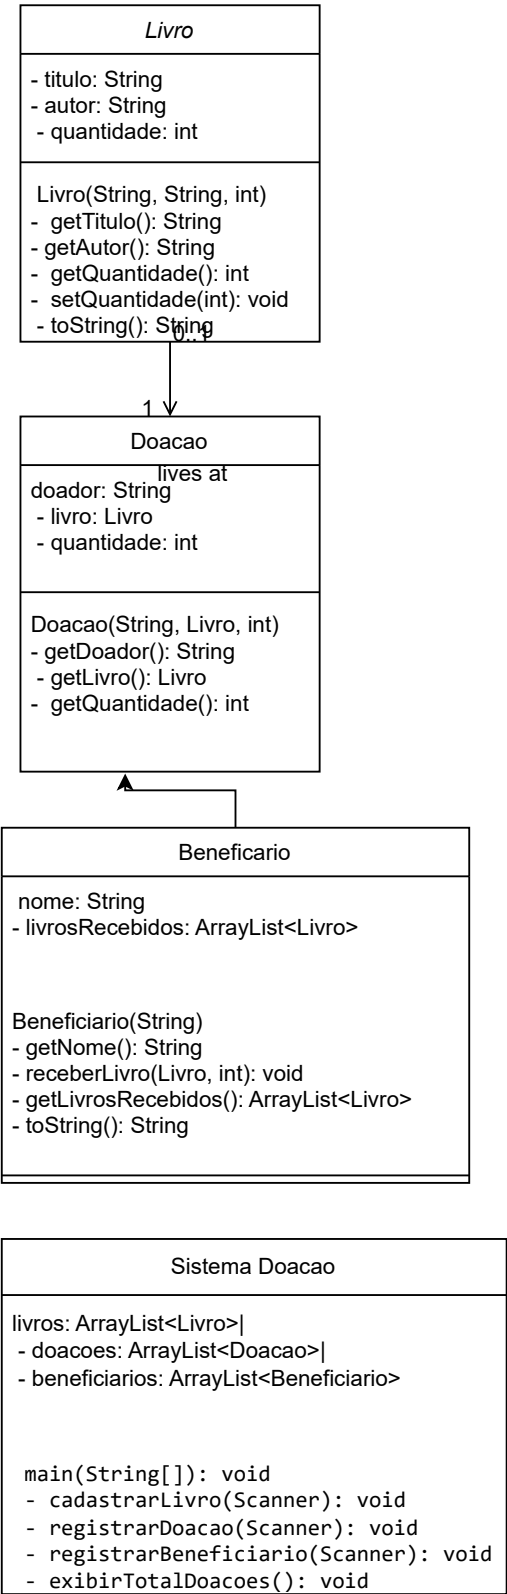 Livro
- titulo: String
- autor: String
- quantidade: int
Livro(String, String, int)
- getTitulo(): String
- getAutor(): String
- getQuantidade(): int
- setQuantidade(int): void
- toString(): String
0..1
1
Doacao
lives at
doador: String
- livro: Livro
- quantidade: int
Doacao(String, Livro, int)
- getDoador(): String
- getLivro(): Livro
- getQuantidade(): int
Beneficario
nome: String
- livrosRecebidos: ArrayList<Livro>
Beneficiario(String)
- getNome(): String
- receberLivro(Livro, int): void
- getLivrosRecebidos(): ArrayList<Livro>
- toString(): String
Sistema Doacao
livros: ArrayList<Livro>|
- doacoes: ArrayList<Doacao>|
- beneficiarios: ArrayList<Beneficiario>
main(String[]): void
- cadastrarLivro(Scanner): void
- registrarDoacao(Scanner): void
- registrarBeneficiario(Scanner): void
- exibirTotalDoacoes(): void